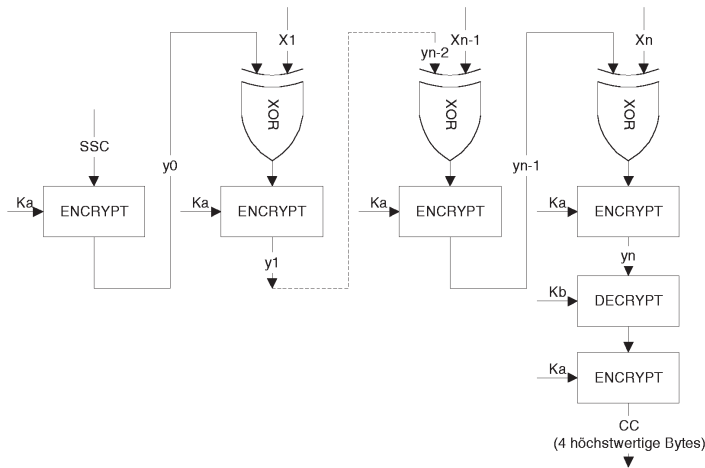 X1
yn-2
Xn-1
Xn
XOR
XOR
XOR
SSC
y0
yn-1
Ka
ENCRYPT
Ka
ENCRYPT
Ka
ENCRYPT
Ka
ENCRYPT
y1
yn
Kb
DECRYPT
Ka
ENCRYPT
CC
(4 höchstwertige Bytes)